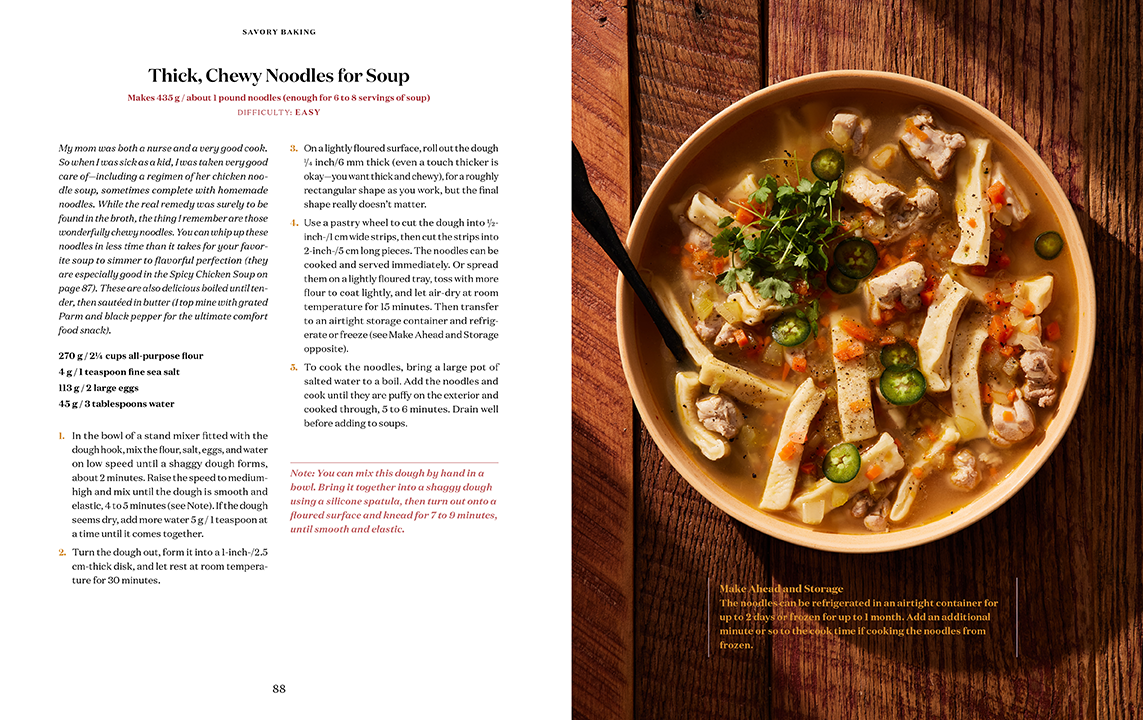 SAVORY BAKING
Thick, Chewy Noodles for Soup
Makes 435 g / about 1 pound noodles (enough for 6 to 8 servings of soup)
DIFFICULTY: EASY
My mom was both a nurse and a very good cook.
So when I was sick as a kid, I was taken very good
care of—including a regimen of her chicken noo-
dle soup, sometimes complete with homemade
noodles. While the real remedy was surely to be
found in the broth, the thing I remember are those
wonderfully chewy noodles. You can whip up these
noodles in less time than it takes for your favor-
ite soup to simmer to flavorful perfection (they
are especially good in the Spicy Chicken Soup on
page 87). These are also delicious boiled until ten-
der, then sautéed in butter (I top mine with grated
Parm and black pepper for the ultimate comfort
food snack).
270 g / 2¼ cups all-purpose flour
4 g / 1 teaspoon fine sea salt
113 g / 2 large eggs
45 g / 3 tablespoons water
1. In the bowl of a stand mixer fitted with the
dough hook, mix the flour, salt, eggs, and water
on low speed until a shaggy dough forms,
about 2 minutes. Raise the speed to medium-
high and mix until the dough is smooth and
elastic, 4 to 5 minutes (see Note). If the dough
seems dry, add more water 5 g / 1 teaspoon at
a time until it comes together.
2. Turn the dough out, form it into a 1-inch-/2.5
cm-thick disk, and let rest at room tempera-
ture for 30 minutes.
3. On a lightly floured surface, roll out the dough
¼ inch/6 mm thick (even a touch thicker is
okay—you want thick and chewy), for a roughly
rectangular shape as you work, but the final
shape really doesn't matter.
4. Use a pastry wheel to cut the dough into ½-
inch-/1 cm wide strips, then cut the strips into
2-inch-/5 cm long pieces. The noodles can be
cooked and served immediately. Or spread
them on a lightly floured tray, toss with more
flour to coat lightly, and let air-dry at room
temperature for 15 minutes. Then transfer
to an airtight storage container and refrig-
erate or freeze (see Make Ahead and Storage
opposite).
5. To cook the noodles, bring a large pot of
salted water to a boil. Add the noodles and
cook until they are puffy on the exterior and
cooked through, 5 to 6 minutes. Drain well
before adding to soups.
Note: You can mix this dough by hand in a
bowl. Bring it together into a shaggy dough
using a silicone spatula, then turn out onto a
floured surface and knead for 7 to 9 minutes,
until smooth and elastic.
88
Make Ahead and Storage
The noodles can be refrigerated in an airtight container for
up to 2 days or frozen for up to 1 month. Add an additional
minute or so to the cook time if cooking the noodles from
frozen.